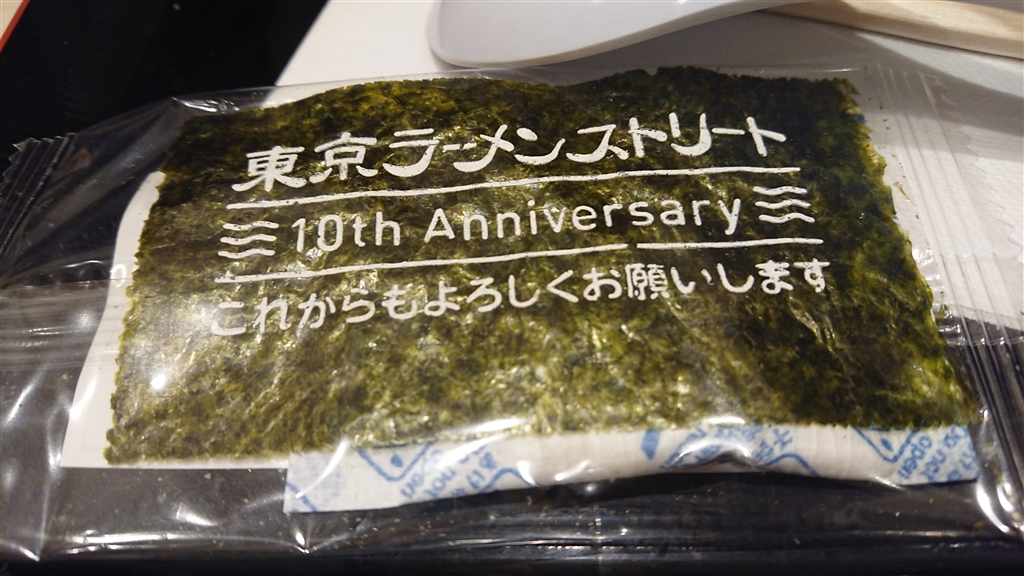 東京ラーメンストリート
10th Anniversary
これからもよろしくお願いします